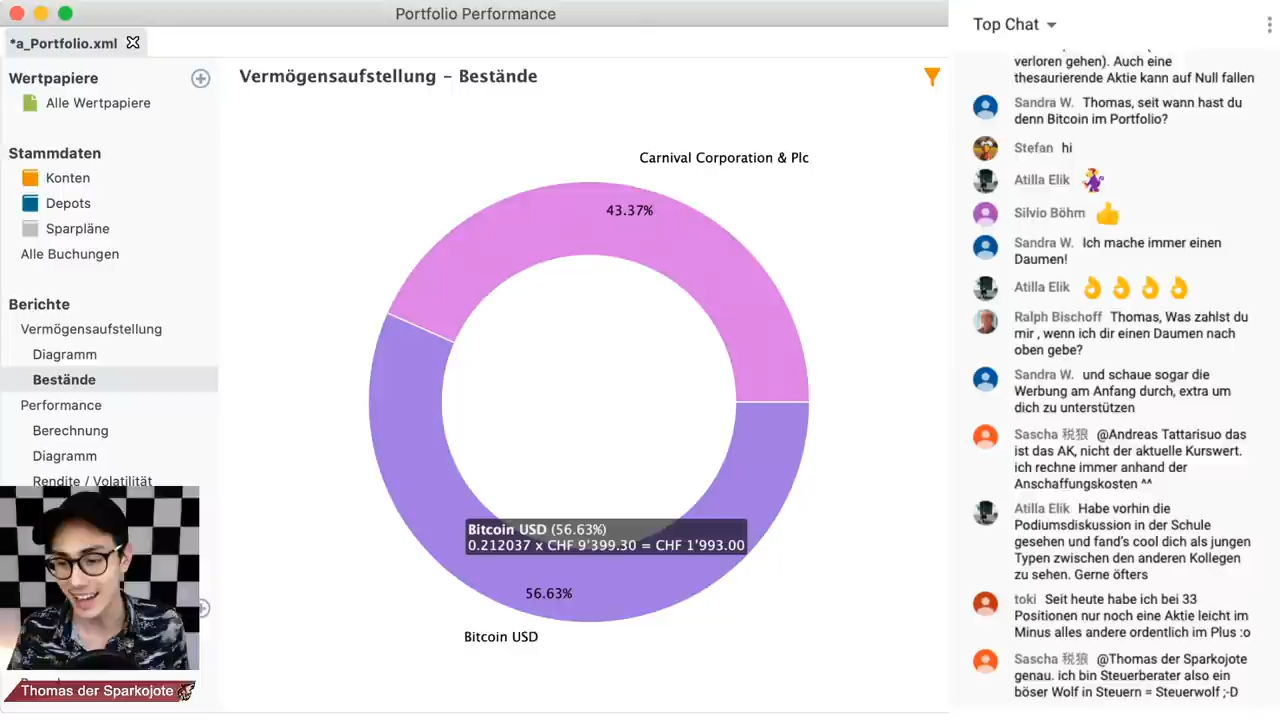 Portfolio Performance
*a_Portfolio.xml
Wertpapiere
Alle Wertpapiere
Stammdaten
Konten
Depots
Sparpläne
Alle Buchungen
Berichte
Vermögensaufstellung
Diagramm
Bestände
Performance
Berechnung
Diagramm
Rendite / Volatilität
Thomas der Sparkojote
Vermögensaufstellung – Bestände
Carnival Corporation & Plc
43.37%
Bitcoin USD (56.63%)
0.212037 x CHF 9'399.30 = CHF 1'993.00
56.63%
Bitcoin USD
Top Chat
verloren gehen). Auch eine
thesaurierende Aktie kann auf Null fallen
Sandra W. Thomas, seit wann hast du
denn Bitcoin im Portfolio?
Stefan hi
Atilla Elik
Silvio Böhm 👍
Sandra W. Ich mache immer einen
Daumen!
Atilla Elik 👌👌👌👌
Ralph Bischoff Thomas, Was zahlst du
mir , wenn ich dir einen Daumen nach
oben gebe?
Sandra W. und schaue sogar die
Werbung am Anfang durch, extra um
dich zu unterstützen
Sascha 税狼 @Andreas Tattarisuo das
ist das AK, nicht der aktuelle Kurswert.
ich rechne immer anhand der
Anschaffungskosten ^^
Atilla Elik Habe vorhin die
Podiumsdiskussion in der Schule
gesehen und fand's cool dich als jungen
Typen zwischen den anderen Kollegen
zu sehen. Gerne öfters
toki Seit heute habe ich bei 33
Positionen nur noch eine Aktie leicht im
Minus alles andere ordentlich im Plus :o
Sascha 税狼 @Thomas der Sparkojote
genau. ich bin Steuerberater also ein
böser Wolf in Steuern = Steuerwolf ;-D